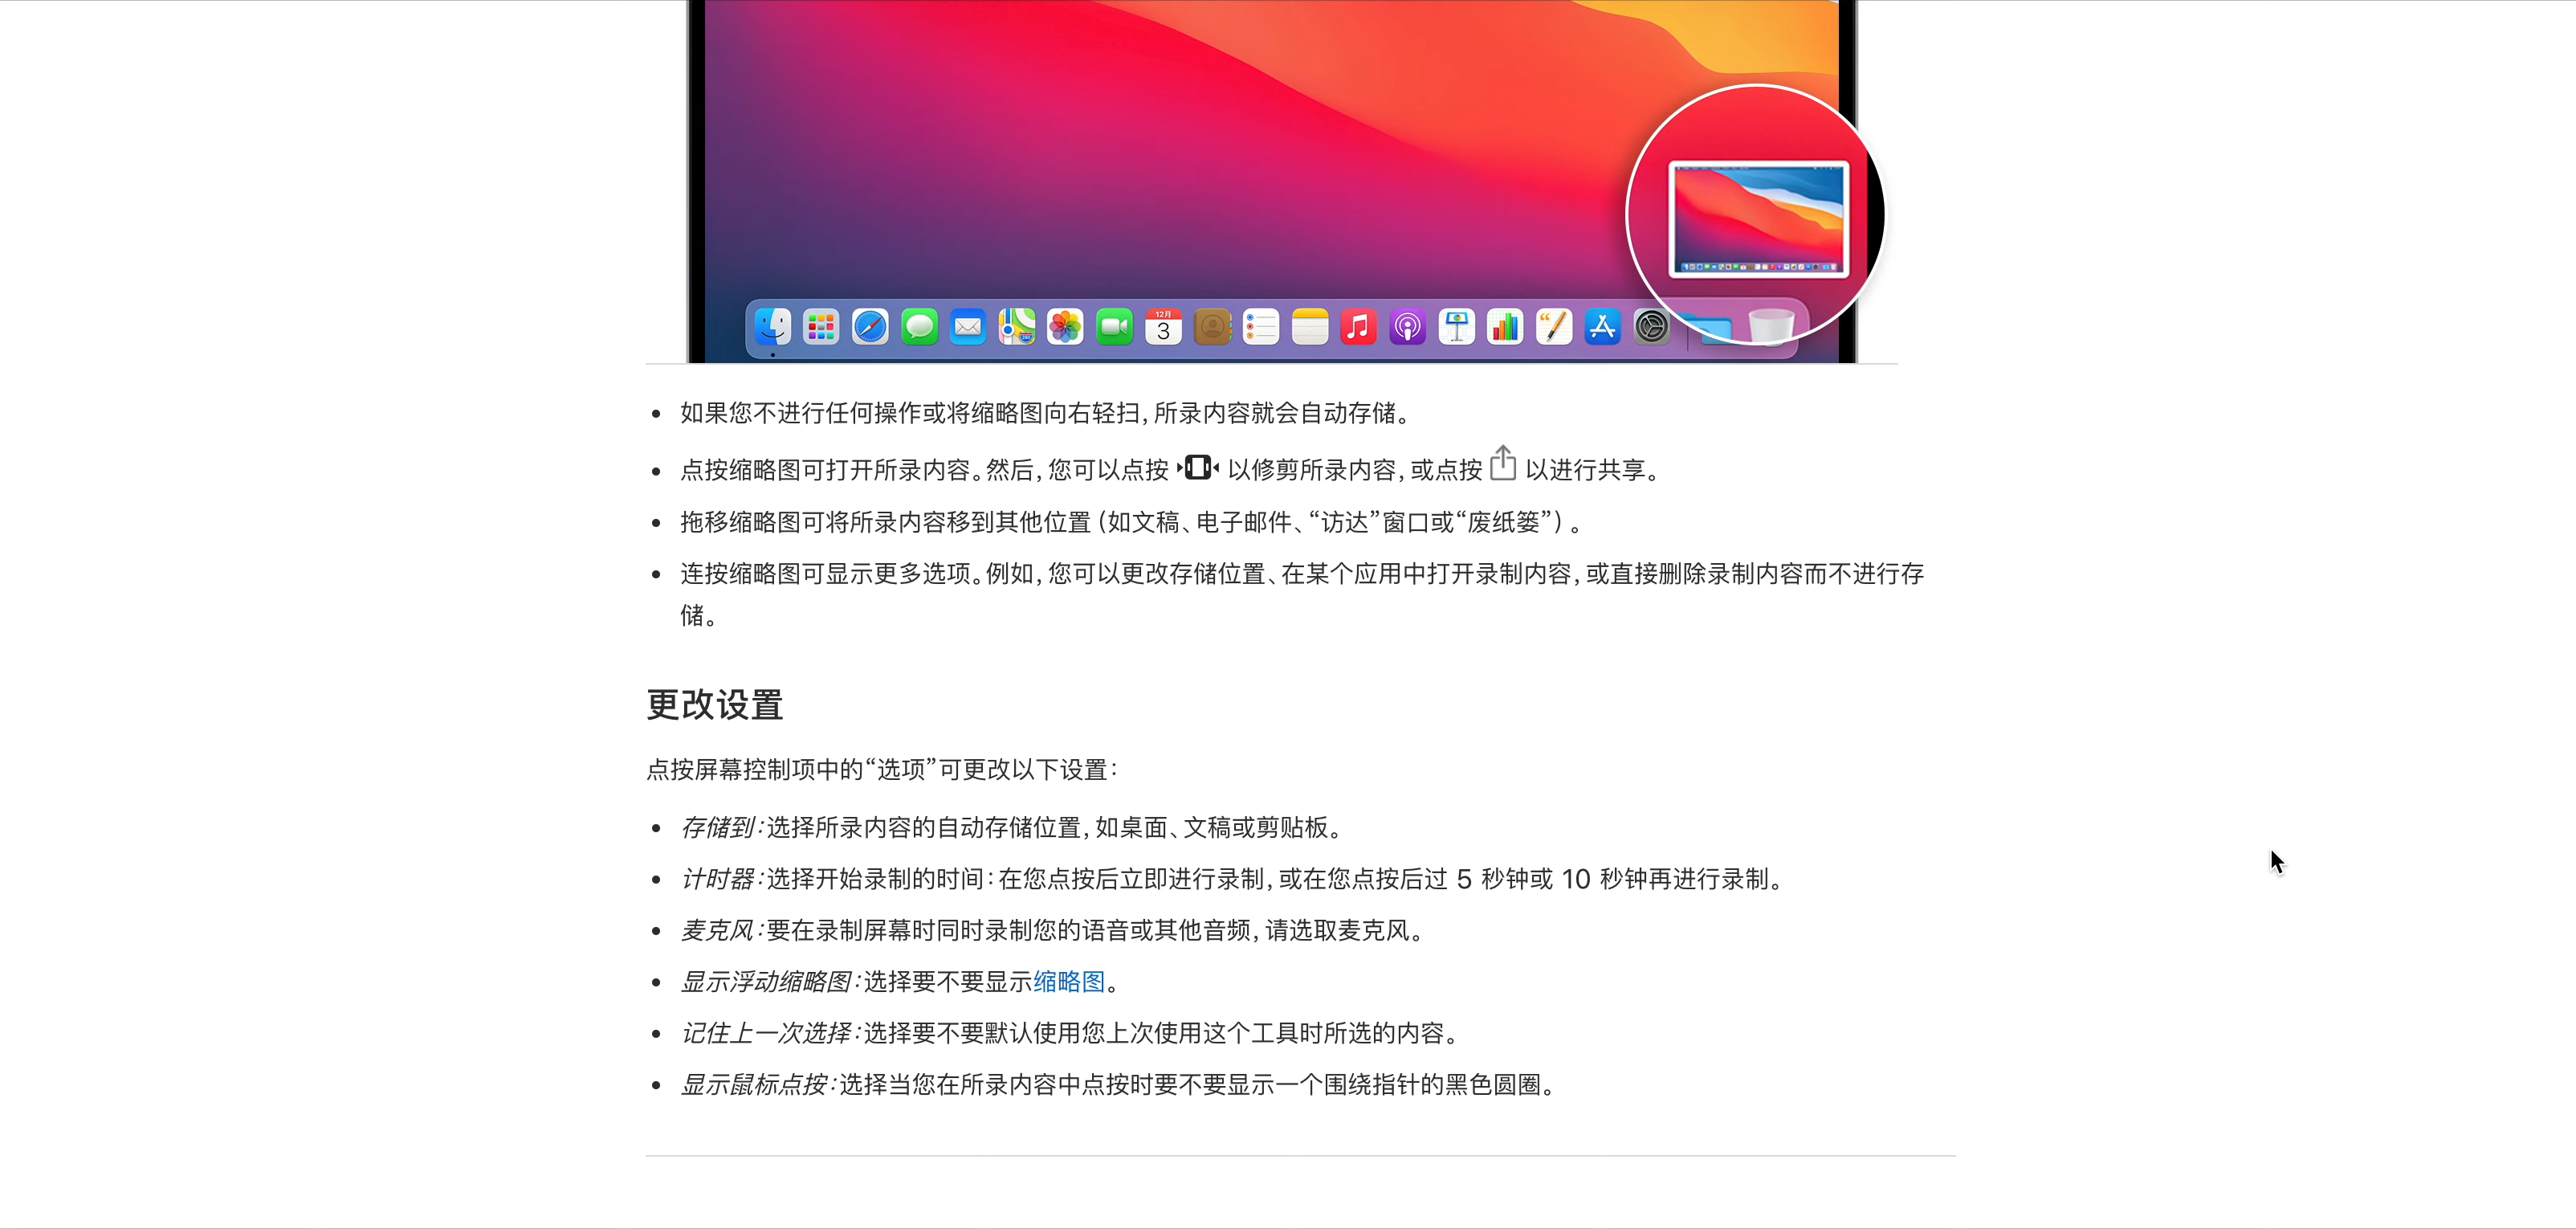 12月
3
如果您不进行任何操作或将缩略图向右轻扫，所录内容就会自动存储。
点按缩略图可打开所录内容。然后，您可以点按 以修剪所录内容，或点按 以进行共享。
拖移缩略图可将所录内容移到其他位置（如文稿、电子邮件、“访达”窗口或“废纸篓”）。
连按缩略图可显示更多选项。例如，您可以更改存储位置、在某个应用中打开录制内容，或直接删除录制内容而不进行存
储。
更改设置
点按屏幕控制项中的“选项”可更改以下设置：
存储到：选择所录内容的自动存储位置，如桌面、文稿或剪贴板。
计时器：选择开始录制的时间：在您点按后立即进行录制，或在您点按后过 5 秒钟或 10 秒钟再进行录制。
麦克风：要在录制屏幕时同时录制您的语音或其他音频，请选取麦克风。
显示浮动缩略图：选择要不要显示缩略图。
记住上一次选择：选择要不要默认使用您上次使用这个工具时所选的内容。
显示鼠标点按：选择当您在所录内容中点按时要不要显示一个围绕指针的黑色圆圈。